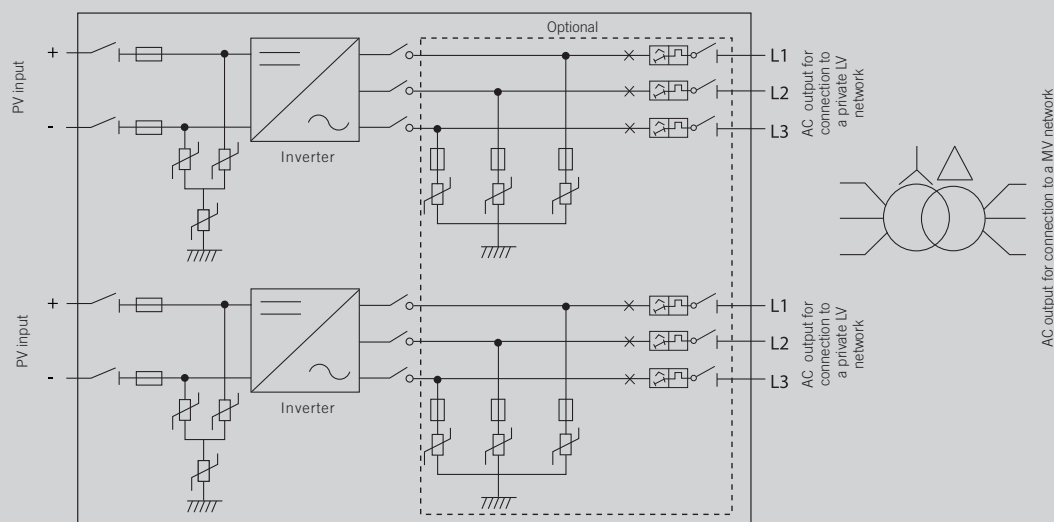 Optional
+
PV input
-
Inverter
L1
L2
L3
AC output for
connection to
a private LV
network
AC output for connection to a MV network
+
PV input
-
Inverter
L1
L2
L3
AC output for
connection to
a private LV
network